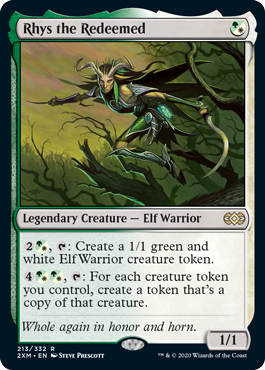 Rhys the Redeemed
Legendary Creature — Elf Warrior
2, : Create a 1/1 green and
white Elf Warrior creature token.
4, : For each creature token
you control, create a token that's a
copy of that creature.
Whole again in honor and horn.
1/1
213/332 R
2XM • EN STEVE PRESCOTT
™ & © 2020 Wizards of the Coast